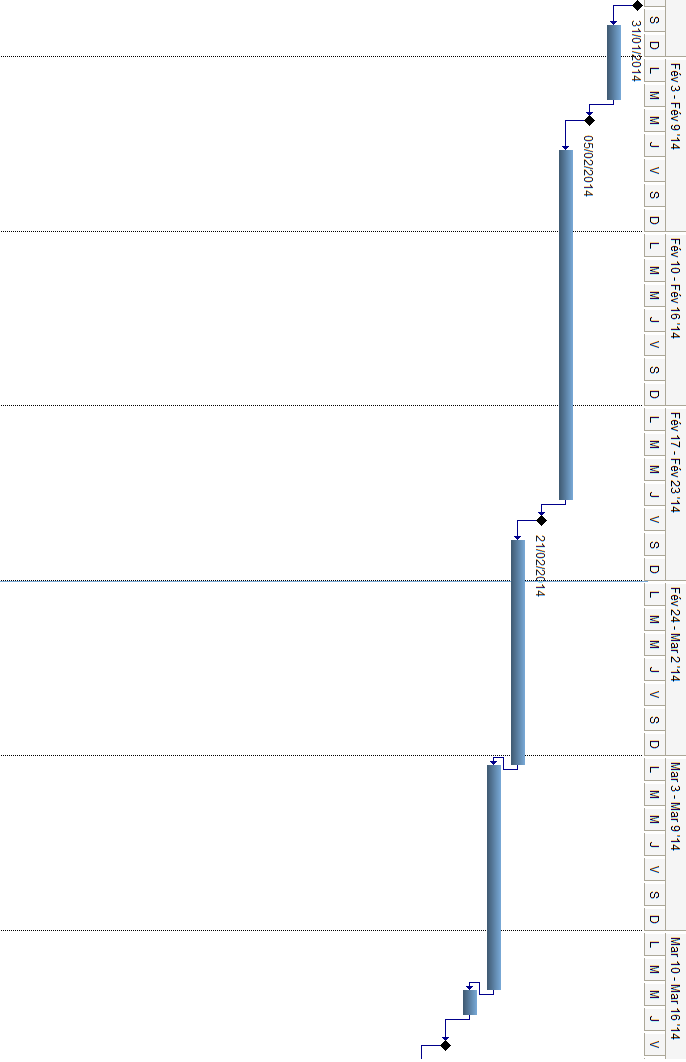 Fév 3 - Fév 9 '14
Fév 10 - Fév 16 '14
Fév 17 - Fév 23 '14
Fév 24 - Mar 2 '14
Mar 3 - Mar 9 '14
Mar 10 - Mar 16 '14
S D L M M J V S D L M M J V S D L M M J V S D L M M J V S D L M M J V S D L M M J V
31/01/2014
05/02/2014
21/02/2014